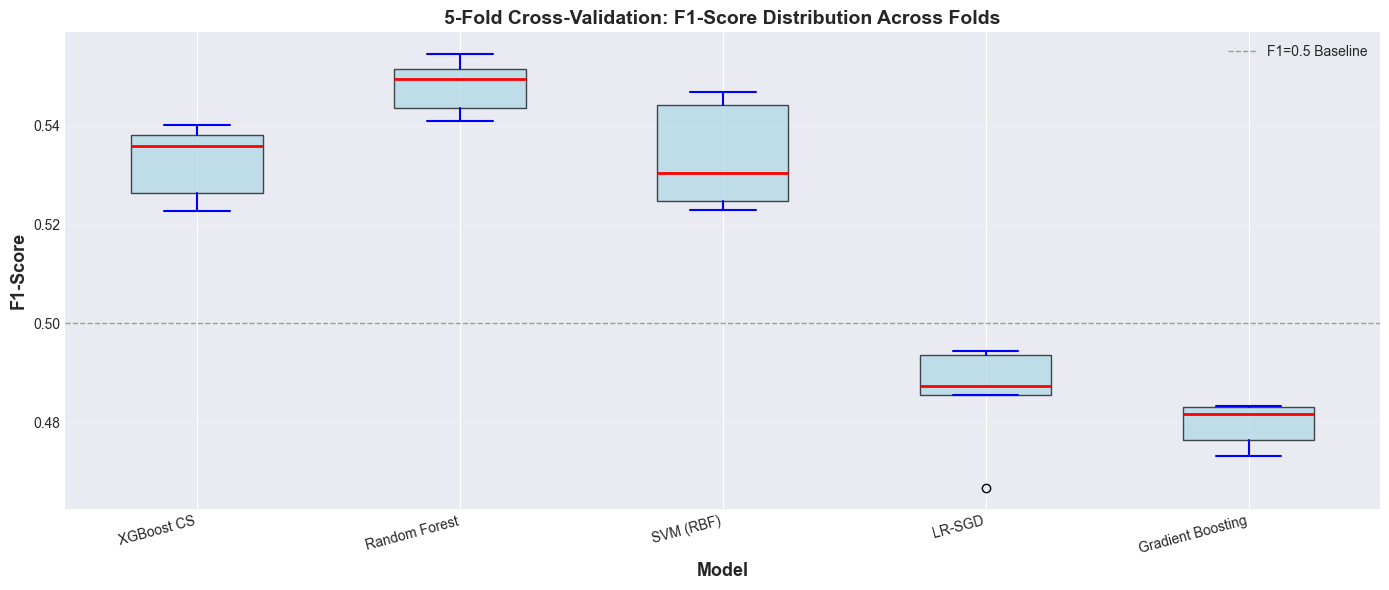 5-Fold Cross-Validation: F1-Score Distribution Across Folds
F1=0.5 Baseline
F1-Score
0.54
0.52
0.50
0.48
XGBoost CS
Random Forest
SVM (RBF)
LR-SGD
Gradient Boosting
Model